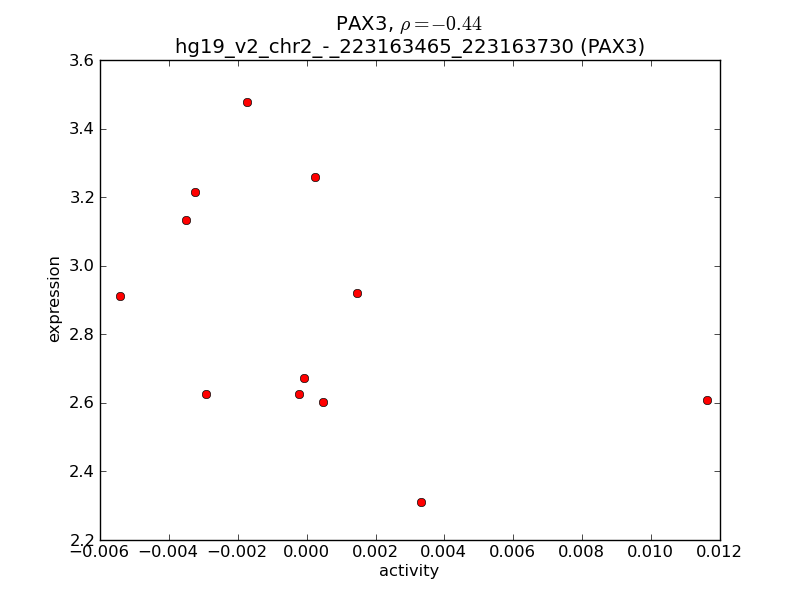 PAX3, ρ = −0.44
hg19_v2_chr2_-_223163465_223163730 (PAX3)
3.6
3.4
3.2
3.0
2.8
2.6
2.4
2.2
expression
−0.006 −0.004 −0.002 0.000 0.002 0.004 0.006 0.008 0.010 0.012
activity